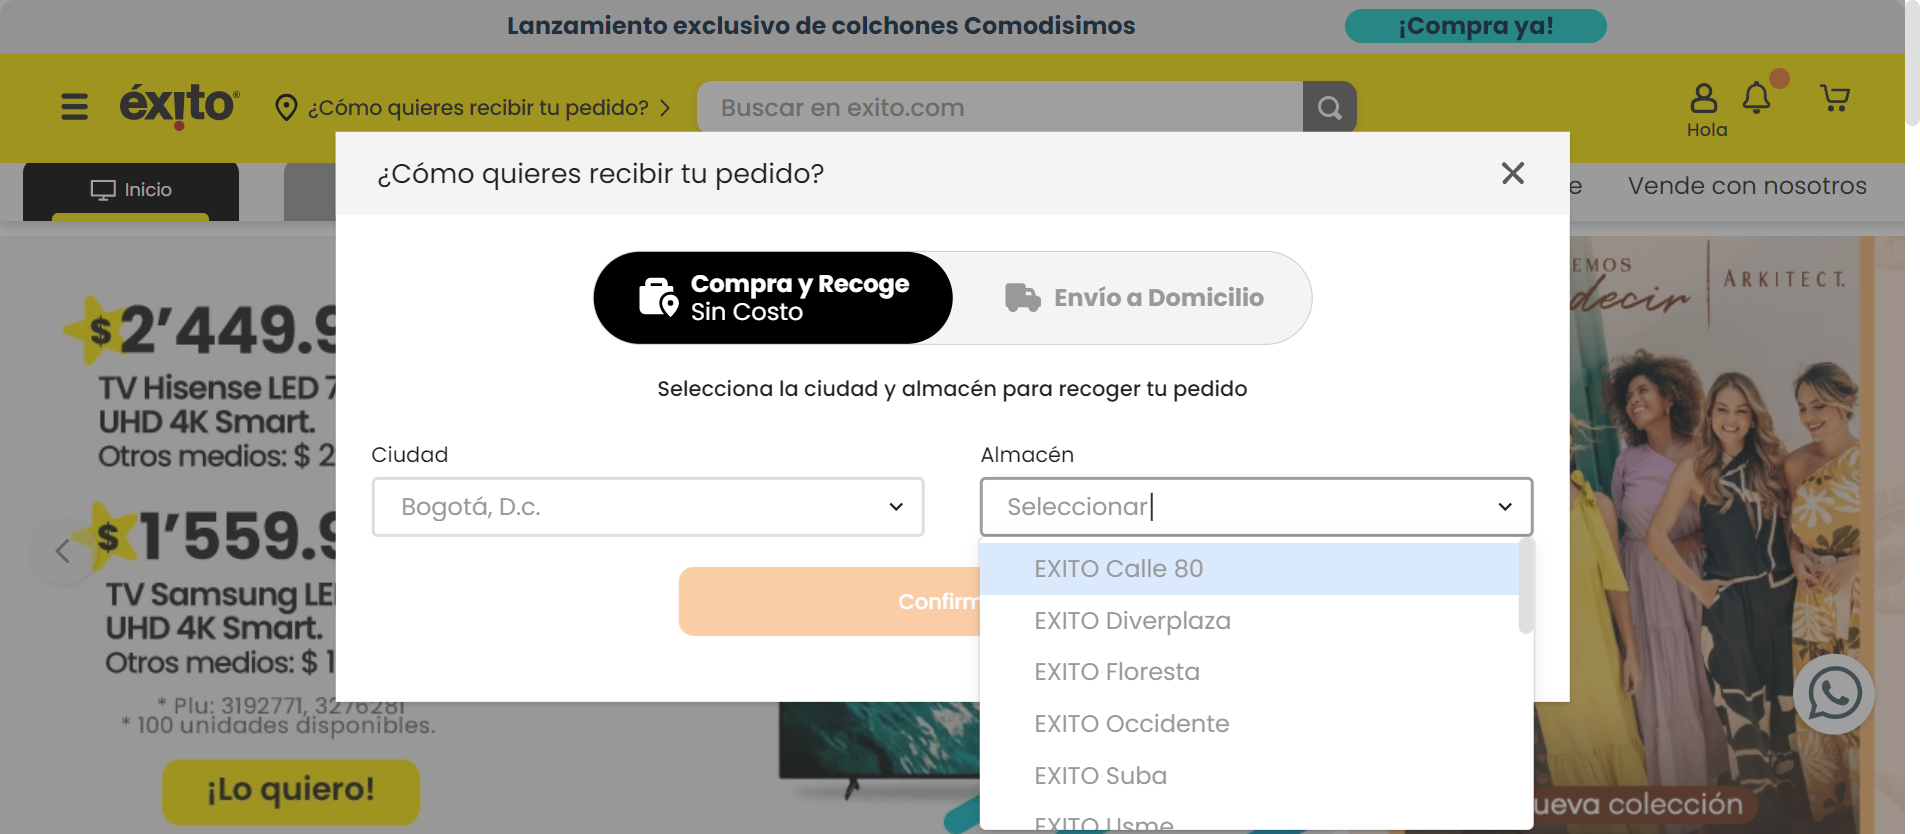 Lanzamiento exclusivo de colchones Comodisimos
¡Compra ya!
éxito
¿Cómo quieres recibir tu pedido?
Buscar en exito.com
Hola
Inicio
Vende con nosotros
¿Cómo quieres recibir tu pedido?
Compra y Recoge
Sin Costo
Envío a Domicilio
Selecciona la ciudad y almacén para recoger tu pedido
Ciudad
Bogotá, D.c.
Almacén
Seleccionar
EXITO Calle 80
EXITO Diverplaza
EXITO Floresta
EXITO Occidente
EXITO Suba
EXITO Usme
Confirm
$2'449.9
TV Hisense LED 7
UHD 4K Smart.
Otros medios: $ 2
$1'559.9
TV Samsung LE
UHD 4K Smart.
Otros medios: $ 1
* Plu: 3192771, 3276281
* 100 unidades disponibles.
¡Lo quiero!
EMOS
decir
ARKITECT.
ueva colección